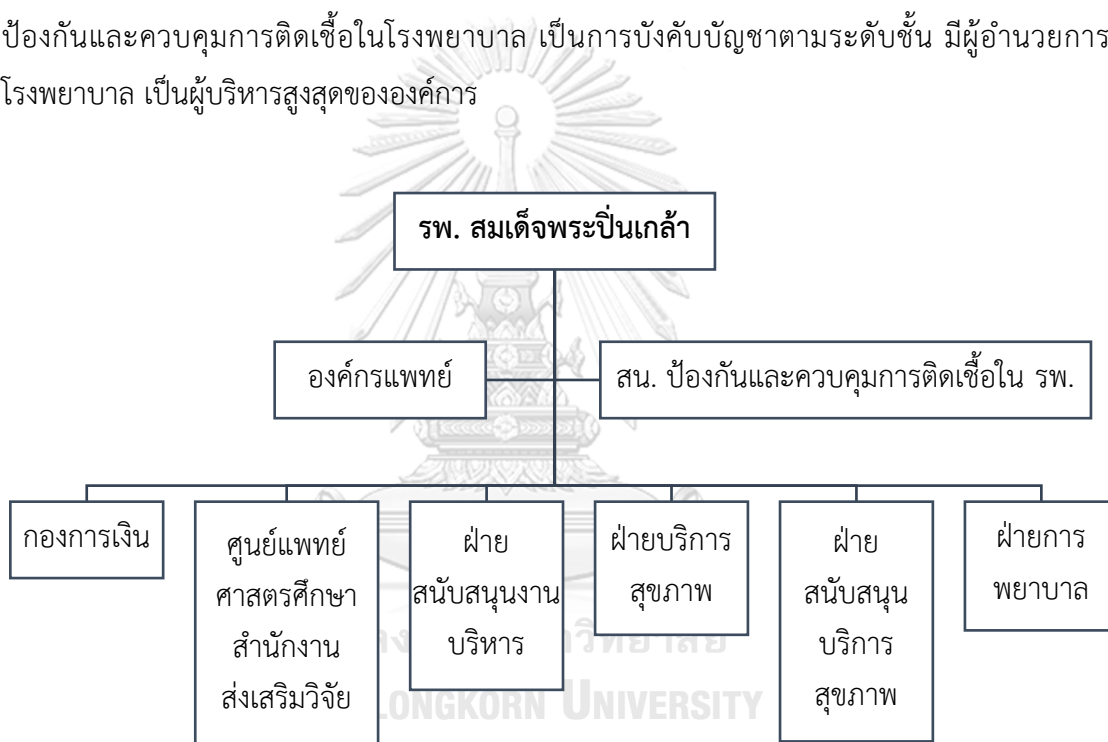 ป้องกันและควบคุมการติดเชื้อในโรงพยาบาล เป็นการบังคับบัญชาตามระดับชั้น มีผู้อำนวยการ
โรงพยาบาล เป็นผู้บริหารสูงสุดขององค์การ
รพ. สมเด็จพระปิ่นเกล้า
องค์กรแพทย์
สน. ป้องกันและควบคุมการติดเชื้อใน รพ.
กองการเงิน
ศูนย์แพทย์
ศาสตรศึกษา
สำนักงาน
ส่งเสริมวิจัย
ฝ่าย
สนับสนุนงาน
บริหาร
ฝ่ายบริการ
สุขภาพ
ฝ่าย
สนับสนุน
บริการ
สุขภาพ
ฝ่ายการ
พยาบาล
LONGKORN UNIVERSITY